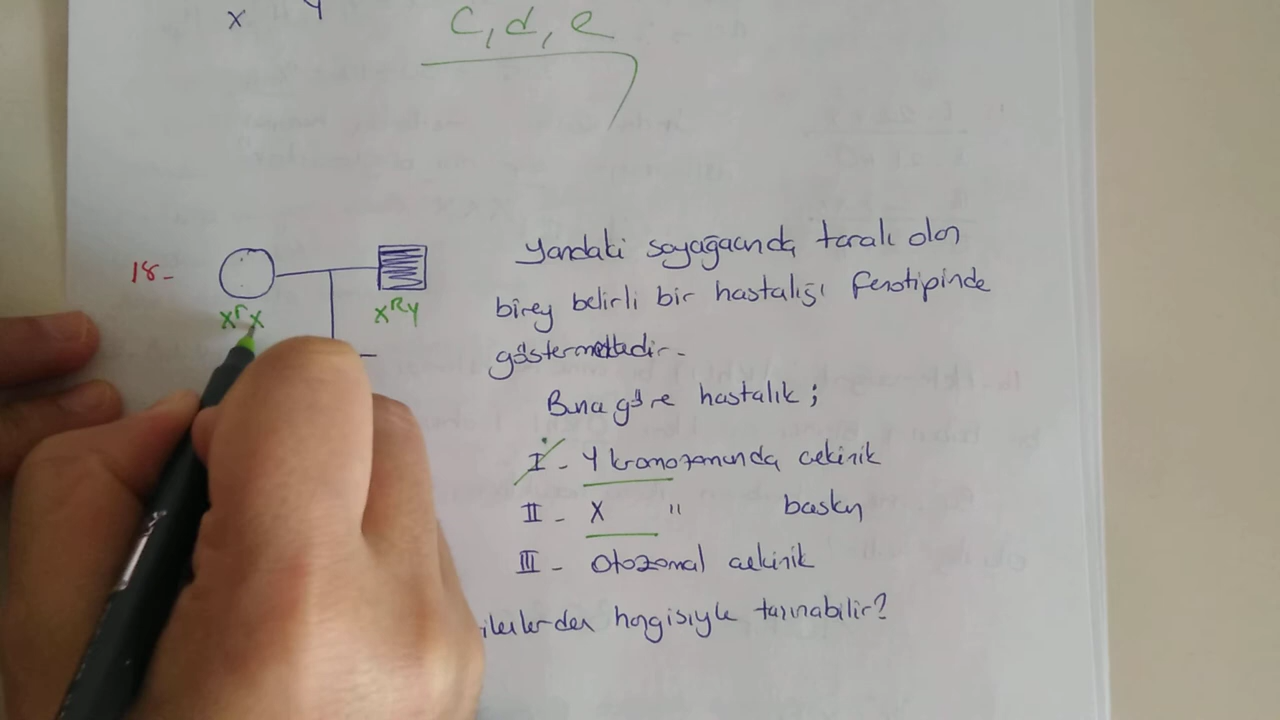 x Y
c, d, e
18-
Yandaki soyağacında taralı olan
birey belirli bir hastalığı fenotipinde
göstermektedir.
Buna göre hastalık;
XʳX
XᴿY
I - Y kromozomunda çekinik
II - X " baskın
III - Otozomal çekinik
hangisiyle taşınabilir?